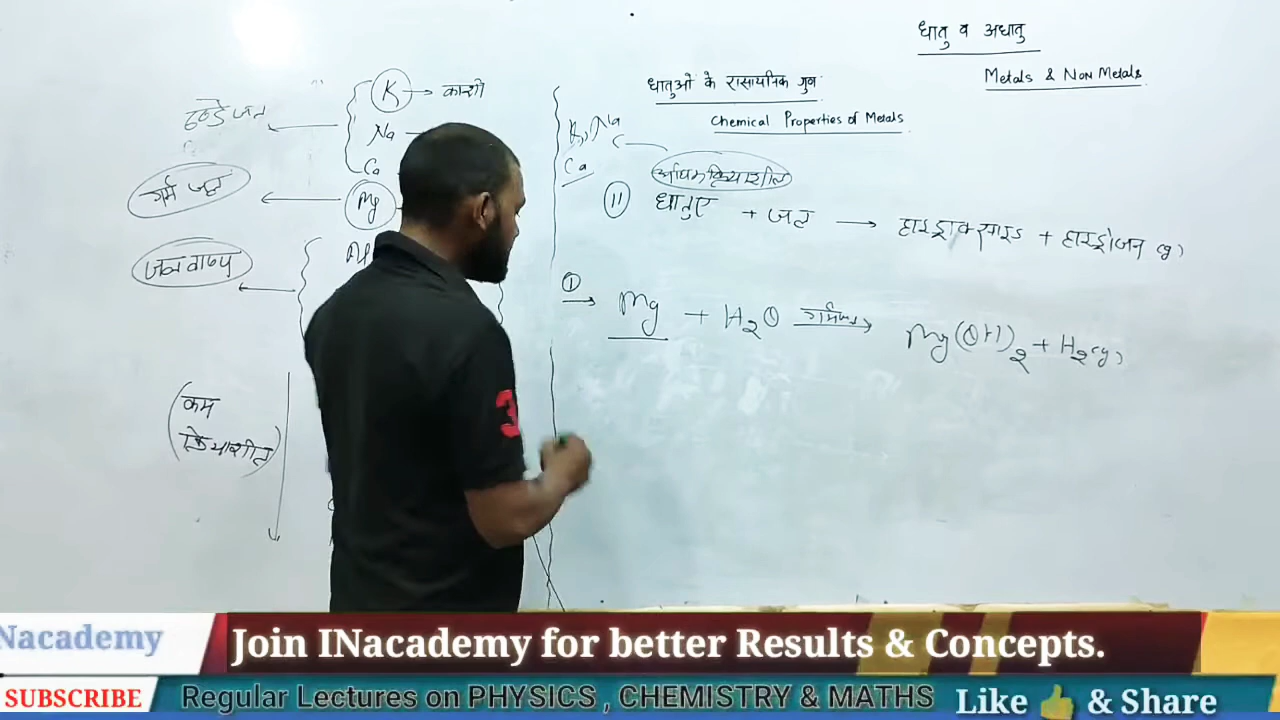 धातु व अधातु
Metals & Non Metals
धातुओं के रासायनिक गुण
Chemical Properties of Metals
ठण्डे जल
K → काशी
Na
Ca
गर्म जल
Mg
जल वाष्प
कम
क्रियाशील
K, Na
Ca
अधिक क्रियाशील
(II) धातुए + जल → हाइड्राक्साइड + हाइड्रोजन (g)
(1) → Mg + H₂O → Mg(OH)₂ + H₂(g)
3
Nacademy
Join INacademy for better Results & Concepts.
SUBSCRIBE
Regular Lectures on PHYSICS , CHEMISTRY & MATHS
Like 👍 & Share